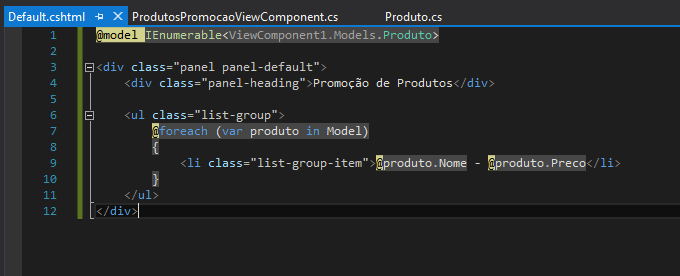 Default.cshtml ProdutosPromocaoViewComponent.cs Produto.cs
1 @model IEnumerable<ViewComponent1.Models.Produto>
2
3 <div class="panel panel-default">
4 <div class="panel-heading">Promoção de Produtos</div>
5
6 <ul class="list-group">
7 @foreach (var produto in Model)
8 {
9 <li class="list-group-item">@produto.Nome - @produto.Preco</li>
10 }
11 </ul>
12 </div>